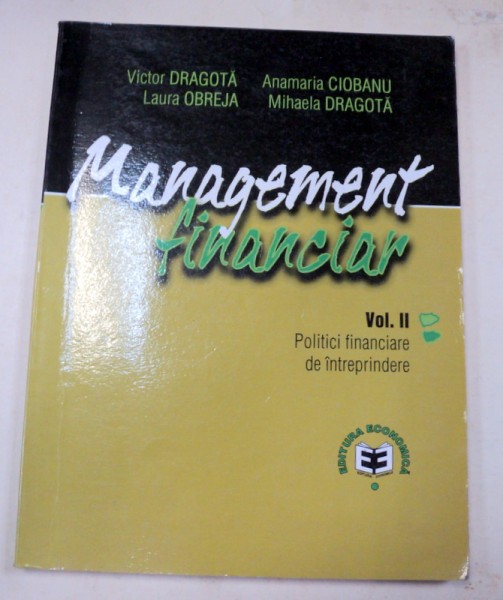 Victor DRAGOTĂ Anamaria CIOBANU
Laura OBREJA Mihaela DRAGOTĂ
Management
financiar
Vol. II
Politici financiare
de întreprindere
EDITURA ECONOMICĂ